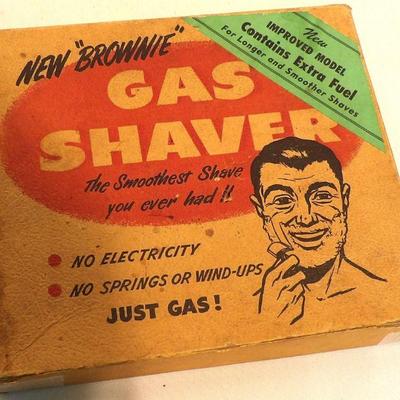 NEW "BROWNIE"
GAS
SHAVER
The Smoothest Shave
you ever had!!
New
IMPROVED MODEL
Contains Extra Fuel
For Longer and Smoother Shaves
NO ELECTRICITY
NO SPRINGS OR WIND-UPS
JUST GAS!